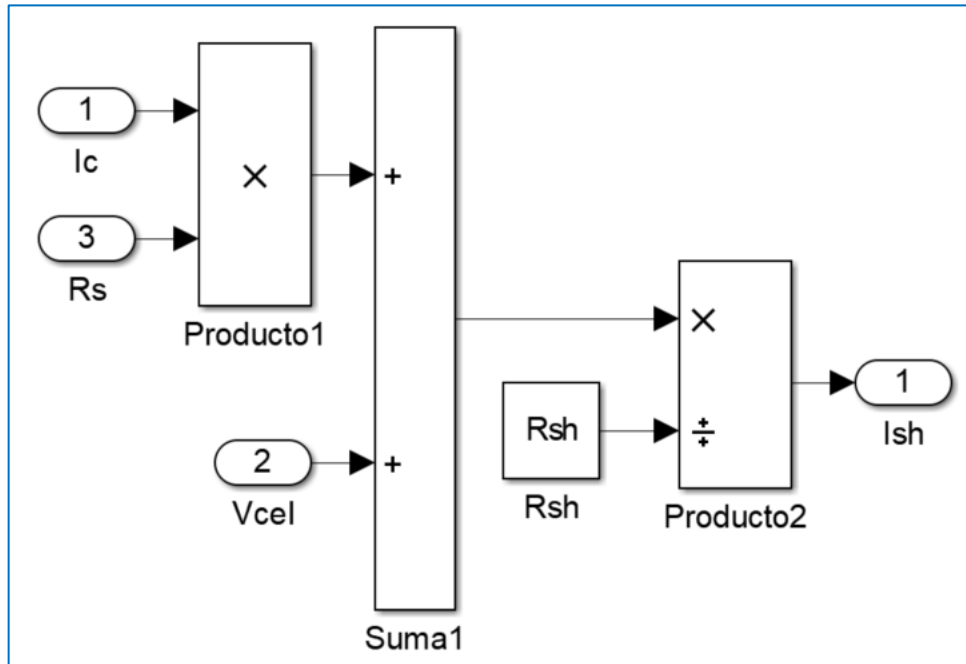 1
Ic
3
Rs
×
Producto1
+
+
2
Vcel
Suma1
Rsh
Rsh
×
÷
Producto2
1
Ish